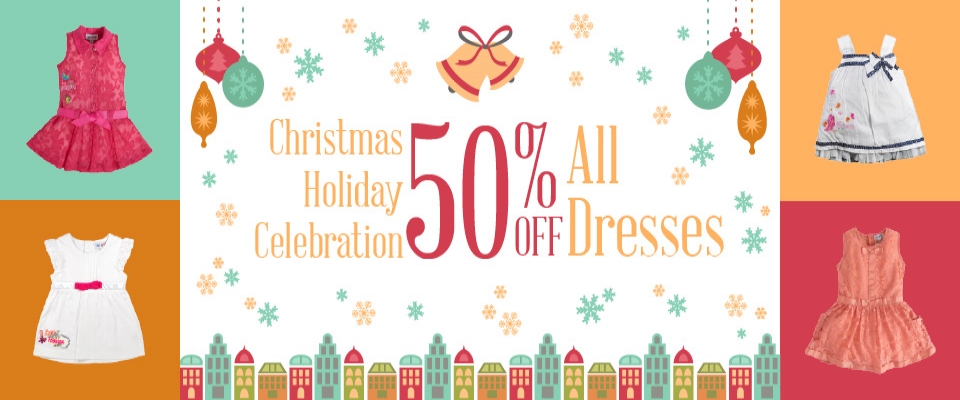 Christmas
Holiday
Celebration
50%
OFF
All
Dresses